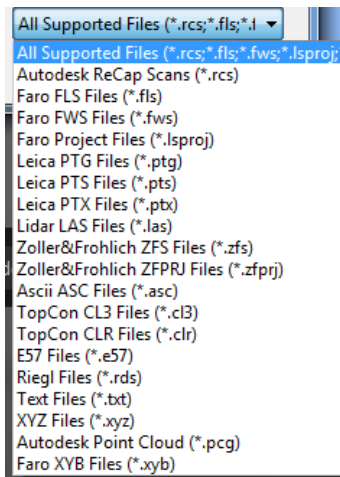 All Supported Files (*.rcs;*.fls;*.f
All Supported Files (*.rcs;*.fls;*.fws;*.lsproj;
Autodesk ReCap Scans (*.rcs)
Faro FLS Files (*.fls)
Faro FWS Files (*.fws)
Faro Project Files (*.lsproj)
Leica PTG Files (*.ptg)
Leica PTS Files (*.pts)
Leica PTX Files (*.ptx)
Lidar LAS Files (*.las)
Zoller&Frohlich ZFS Files (*.zfs)
Zoller&Frohlich ZFPRJ Files (*.zfprj)
Ascii ASC Files (*.asc)
TopCon CL3 Files (*.cl3)
TopCon CLR Files (*.clr)
E57 Files (*.e57)
Riegl Files (*.rds)
Text Files (*.txt)
XYZ Files (*.xyz)
Autodesk Point Cloud (*.pcg)
Faro XYB Files (*.xyb)